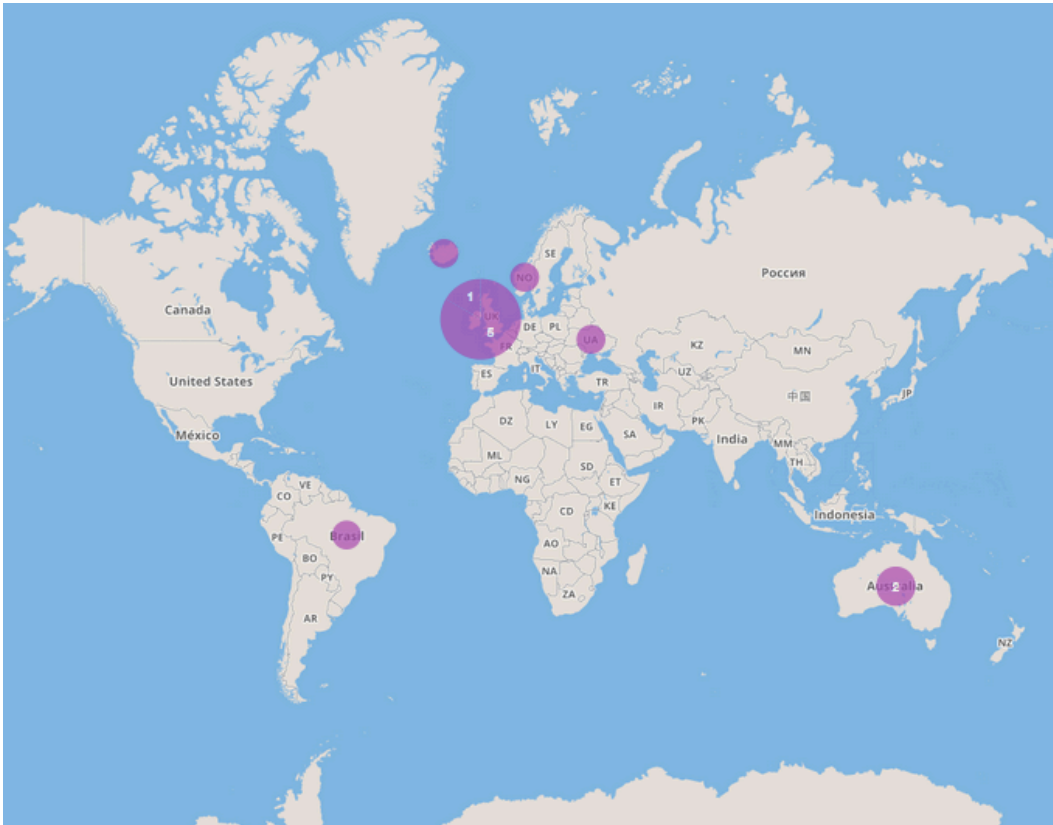 SE
NO
Россия
1
Canada
UK
DE
PL
5
UA
FR
KZ
MN
ES
IT
UZ
United States
TR
JP
中国
IR
DZ
LY
EG
PK
México
SA
India
MM
ML
SD
TH
NG
ET
VE
CO
KE
CD
Indonesia
Brasil
PE
AO
BO
NA
PY
Australia
2
ZA
AR
NZ